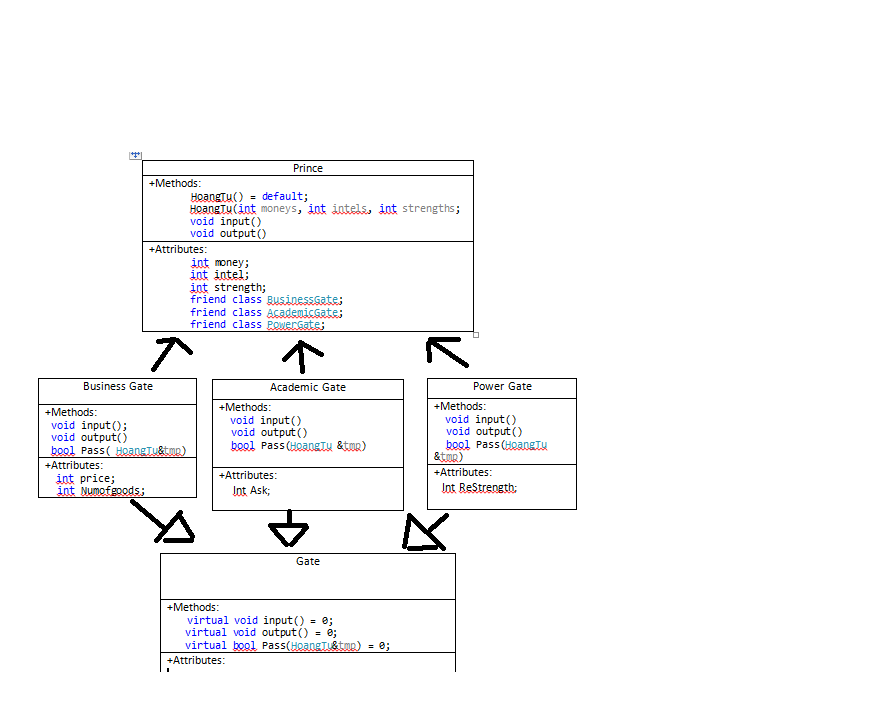 Prince
+Methods:
HoangTu() = default;
HoangTu(int moneys, int intels, int strengths;
void input()
void output()
+Attributes:
int money;
int intel;
int strength;
friend class BusinessGate;
friend class AcademicGate;
friend class PowerGate;
Business Gate
+Methods:
void input();
void output()
bool Pass( HoangTu&tmp)
+Attributes:
int price;
int Numofgoods;
Academic Gate
+Methods:
void input()
void output()
bool Pass(HoangTu &tmp)
+Attributes:
Int Ask;
Power Gate
+Methods:
void input()
void output()
bool Pass(HoangTu
&tmp)
+Attributes:
Int ReStrength;
Gate
+Methods:
virtual void input() = 0;
virtual void output() = 0;
virtual bool Pass(HoangTu&tmp) = 0;
+Attributes: